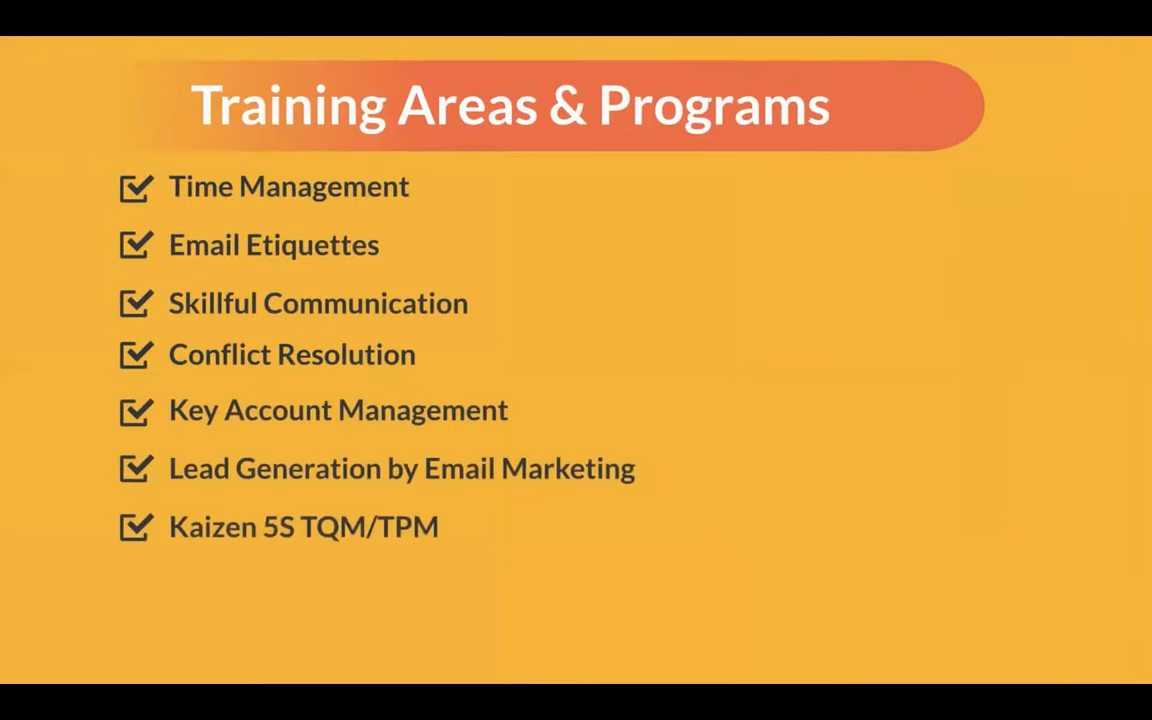 Training Areas & Programs
Time Management
Email Etiquettes
Skillful Communication
Conflict Resolution
Key Account Management
Lead Generation by Email Marketing
Kaizen 5S TQM/TPM